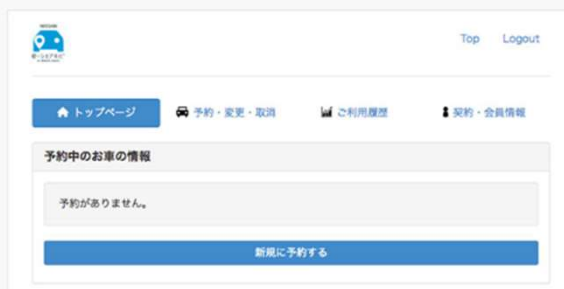 NISSAN
Top Logout
トップページ 予約・変更・取消 ご利用履歴 契約・会員情報
予約中のお車の情報
予約がありません。
新規に予約する